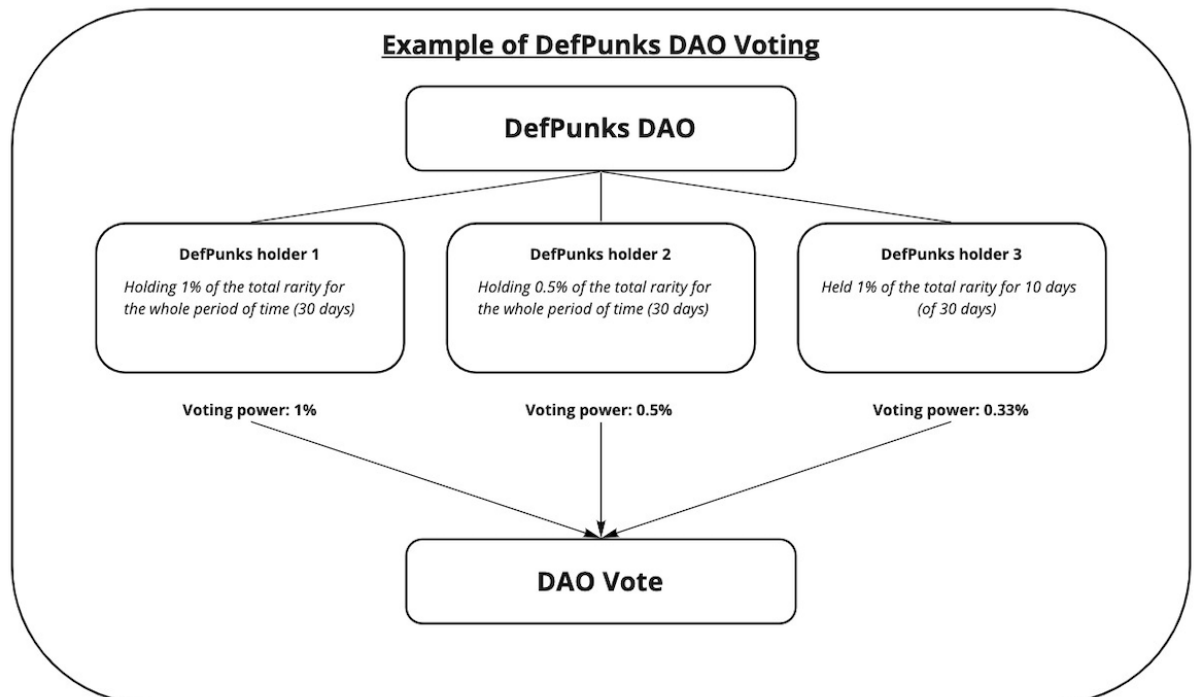 Example of DefPunks DAO Voting
DefPunks DAO
DefPunks holder 1
Holding 1% of the total rarity for
the whole period of time (30 days)
DefPunks holder 2
Holding 0.5% of the total rarity for
the whole period of time (30 days)
DefPunks holder 3
Held 1% of the total rarity for 10 days
(of 30 days)
Voting power: 1%
Voting power: 0.5%
Voting power: 0.33%
DAO Vote